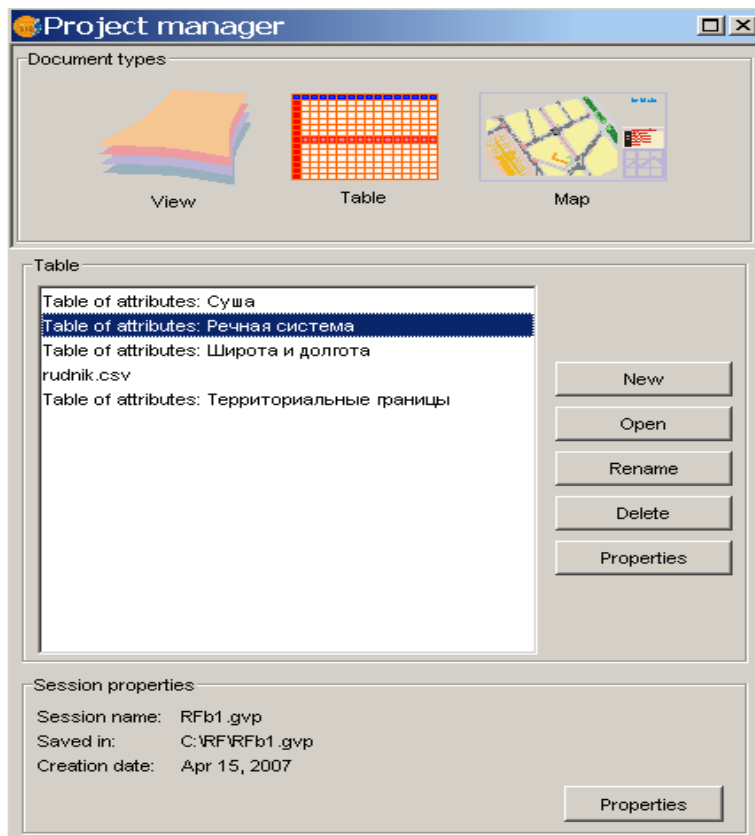 Project manager
Document types
View
Table
Map
Table
Table of attributes: Суша
Table of attributes: Речная система
Table of attributes: Широта и долгота
rudnik.csv
Table of attributes: Территориальные границы
New
Open
Rename
Delete
Properties
Session properties
Session name: RFb1.gvp
Saved in: C:\RF\RFb1.gvp
Creation date: Apr 15, 2007
Properties